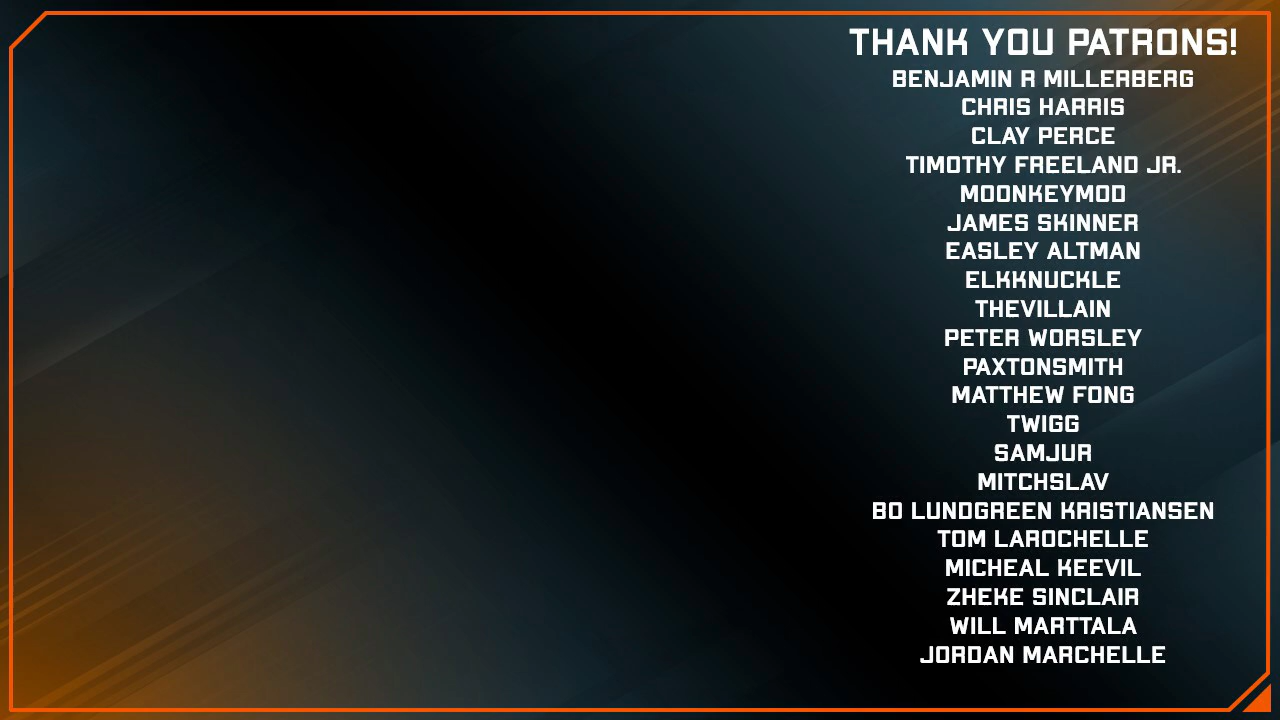 THANK YOU PATRONS!
BENJAMIN R MILLERBERG
CHRIS HARRIS
CLAY PERCE
TIMOTHY FREELAND JR.
MOONKEYMOD
JAMES SKINNER
EASLEY ALTMAN
ELKKNUCKLE
THEVILLAIN
PETER WORSLEY
PAXTONSMITH
MATTHEW FONG
TWIGG
SAMJUR
MITCHSLAV
BO LUNDGREEN KRISTIANSEN
TOM LAROCHELLE
MICHEAL KEEVIL
ZHEKE SINCLAIR
WILL MARTTALA
JORDAN MARCHELLE